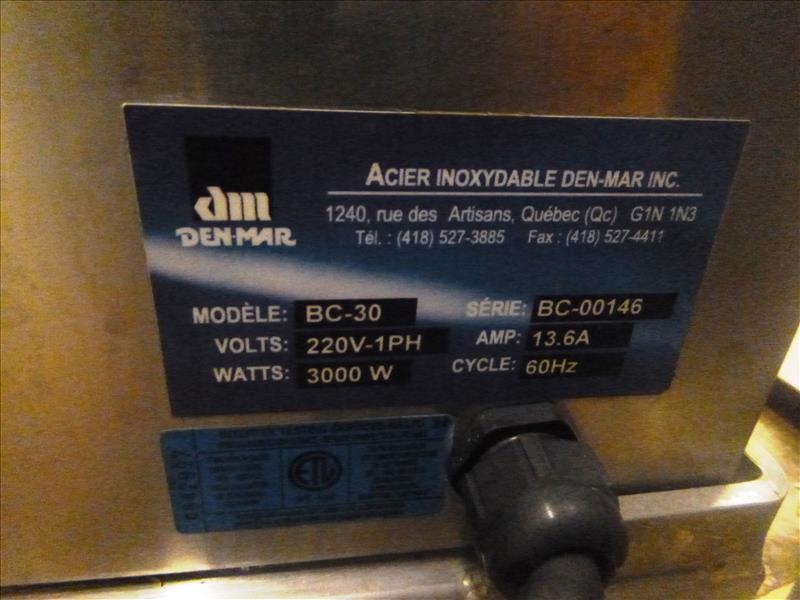 dm
DEN-MAR
ACIER INOXYDABLE DEN-MAR INC.
1240, rue des Artisans, Québec (Qc) G1N 1N3
Tél. : (418) 527-3885 Fax : (418) 527-4411
MODÈLE: BC-30
SÉRIE: BC-00146
VOLTS: 220V-1PH
AMP: 13.6A
WATTS: 3000 W
CYCLE: 60Hz
ETL